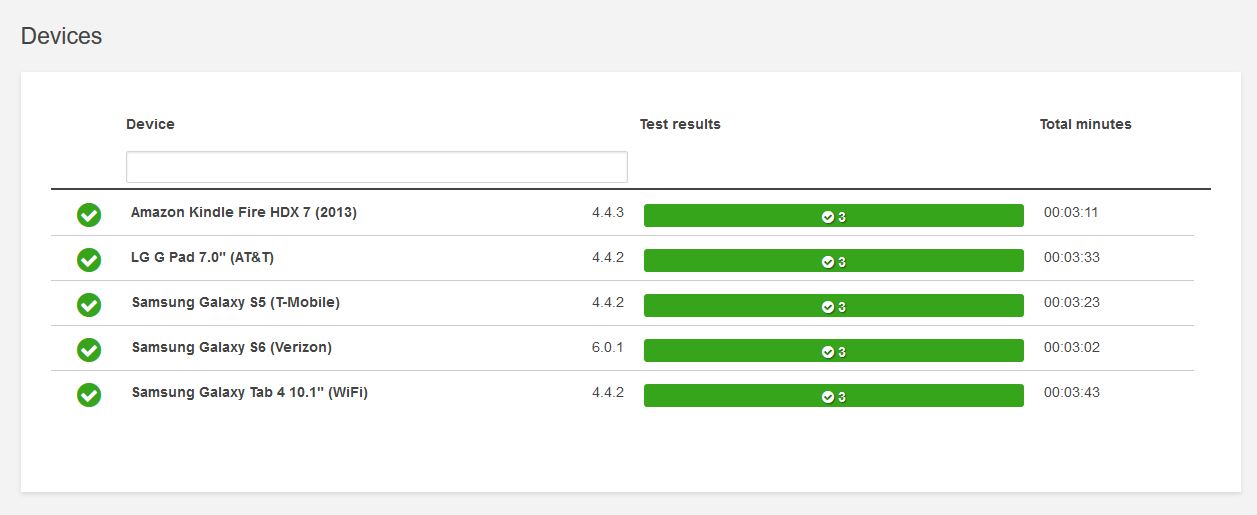 Devices
Device Test results Total minutes
Amazon Kindle Fire HDX 7 (2013) 4.4.3 3 00:03:11
LG G Pad 7.0" (AT&T) 4.4.2 3 00:03:33
Samsung Galaxy S5 (T-Mobile) 4.4.2 3 00:03:23
Samsung Galaxy S6 (Verizon) 6.0.1 3 00:03:02
Samsung Galaxy Tab 4 10.1" (WiFi) 4.4.2 3 00:03:43